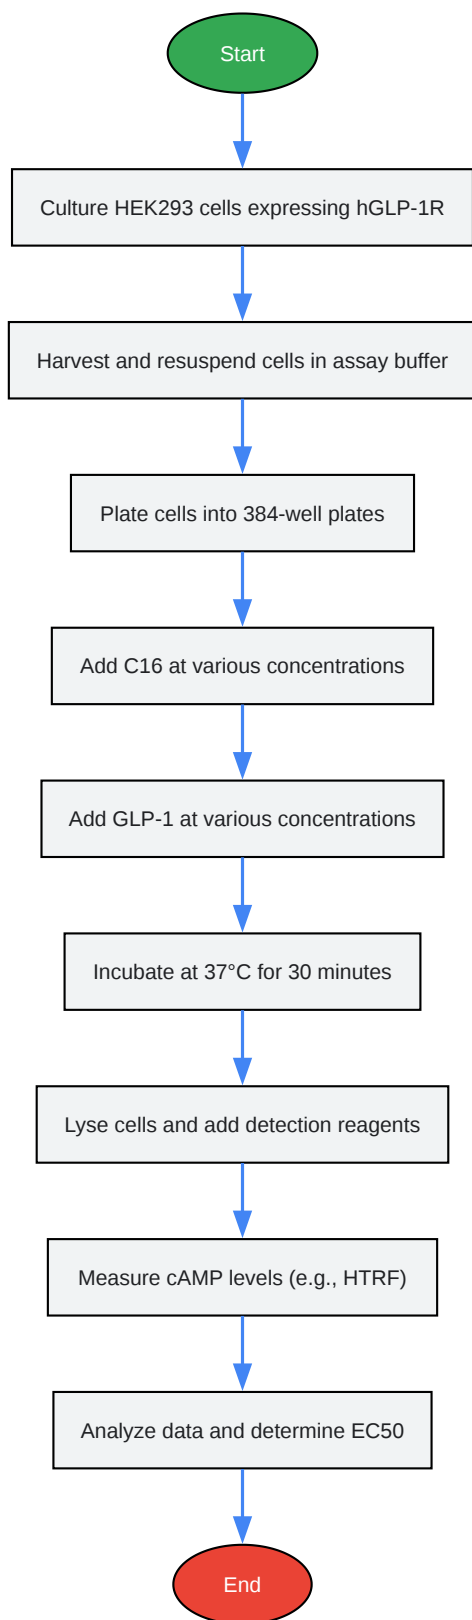 Start
Culture HEK293 cells expressing hGLP-1R
Harvest and resuspend cells in assay buffer
Plate cells into 384-well plates
Add C16 at various concentrations
Add GLP-1 at various concentrations
Incubate at 37°C for 30 minutes
Lyse cells and add detection reagents
Measure cAMP levels (e.g., HTRF)
Analyze data and determine EC50
End